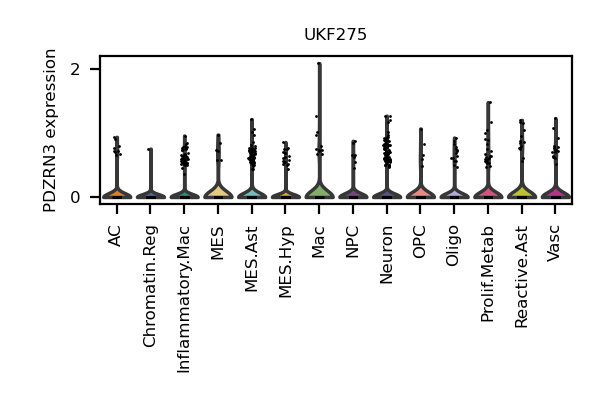 UKF275
PDZRN3 expression
2
0
AC
Chromatin.Reg
Inflammatory.Mac
MES
MES.Ast
MES.Hyp
Mac
NPC
Neuron
OPC
Oligo
Prolif.Metab
Reactive.Ast
Vasc